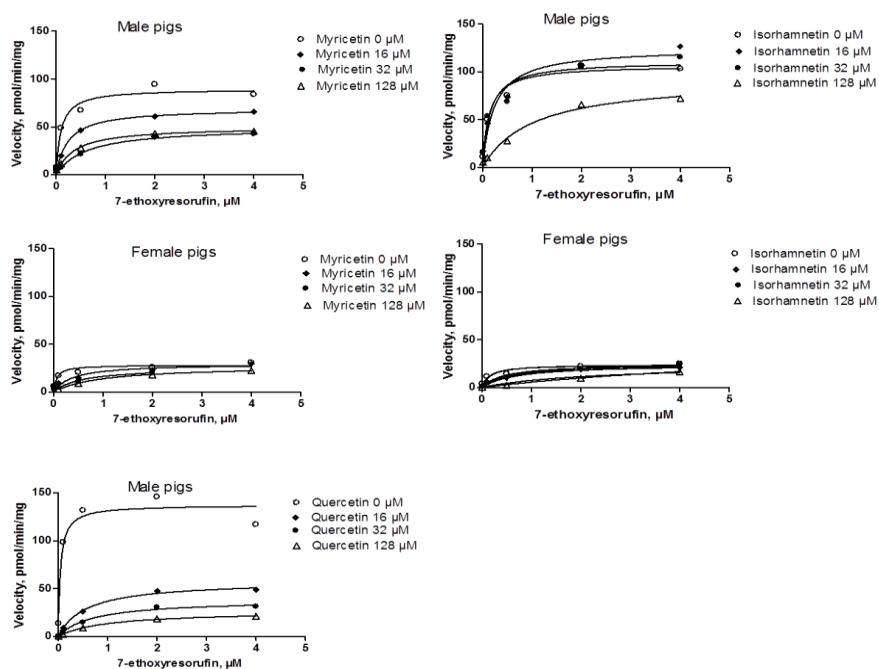 Male pigs
Velocity, pmol/min/mg
150
100
50
0
0 1 2 3 4 5
7-ethoxyresorufin, µM
Myricetin 0 µM
Myricetin 16 µM
Myricetin 32 µM
Myricetin 128 µM
Male pigs
Velocity, pmol/min/mg
150
100
50
0
0 1 2 3 4 5
7-ethoxyresorufin, µM
Isorhamnetin 0 µM
Isorhamnetin 16 µM
Isorhamnetin 32 µM
Isorhamnetin 128 µM
Female pigs
Velocity, pmol/min/mg
150
100
50
0
0 1 2 3 4 5
7-ethoxyresorufin, µM
Myricetin 0 µM
Myricetin 16 µM
Myricetin 32 µM
Myricetin 128 µM
Female pigs
Velocity, pmol/min/mg
150
100
50
0
0 1 2 3 4 5
7-ethoxyresorufin, µM
Isorhamnetin 0 µM
Isorhamnetin 16 µM
Isorhamnetin 32 µM
Isorhamnetin 128 µM
Male pigs
Velocity, pmol/min/mg
150
100
50
0
0 1 2 3 4 5
7-ethoxyresorufin, µM
Quercetin 0 µM
Quercetin 16 µM
Quercetin 32 µM
Quercetin 128 µM